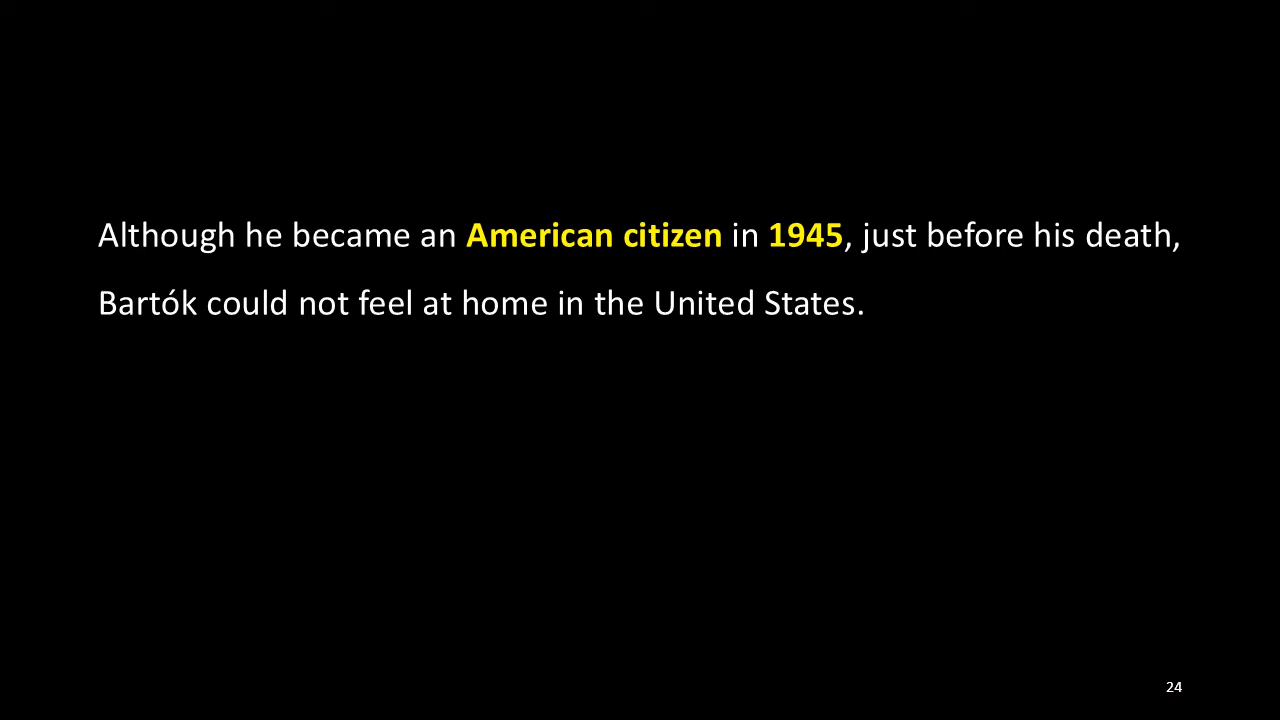 Although he became an American citizen in 1945, just before his death,
Bartók could not feel at home in the United States.
24